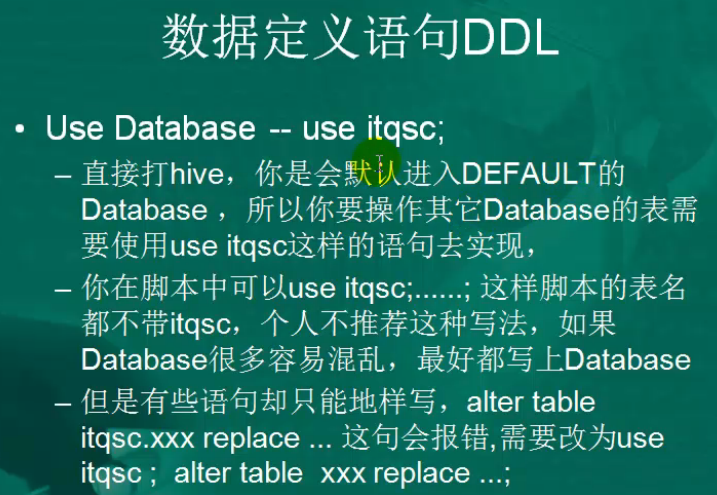 数据定义语句DDL
• Use Database -- use itqsc;
– 直接打hive，你是会默认进入DEFAULT的
Database ，所以你要操作其它Database的表需
要使用use itqsc这样的语句去实现，
– 你在脚本中可以use itqsc;......; 这样脚本的表名
都不带itqsc，个人不推荐这种写法，如果
Database很多容易混乱，最好都写上Database
– 但是有些语句却只能地样写，alter table
itqsc.xxx replace ... 这句会报错,需要改为use
itqsc ;  alter table  xxx replace ...;